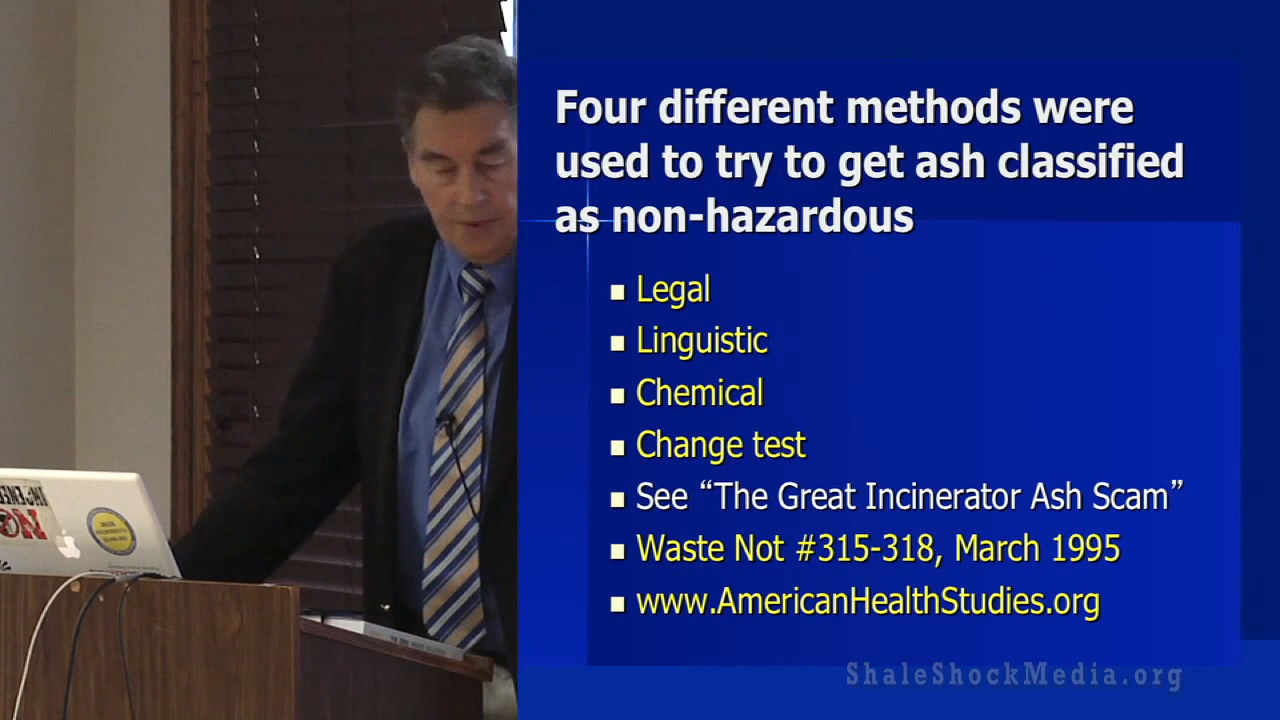 Four different methods were
used to try to get ash classified
as non-hazardous
Legal
Linguistic
Chemical
Change test
See “The Great Incinerator Ash Scam”
Waste Not #315-318, March 1995
www.AmericanHealthStudies.org
ShaleShockMedia.org